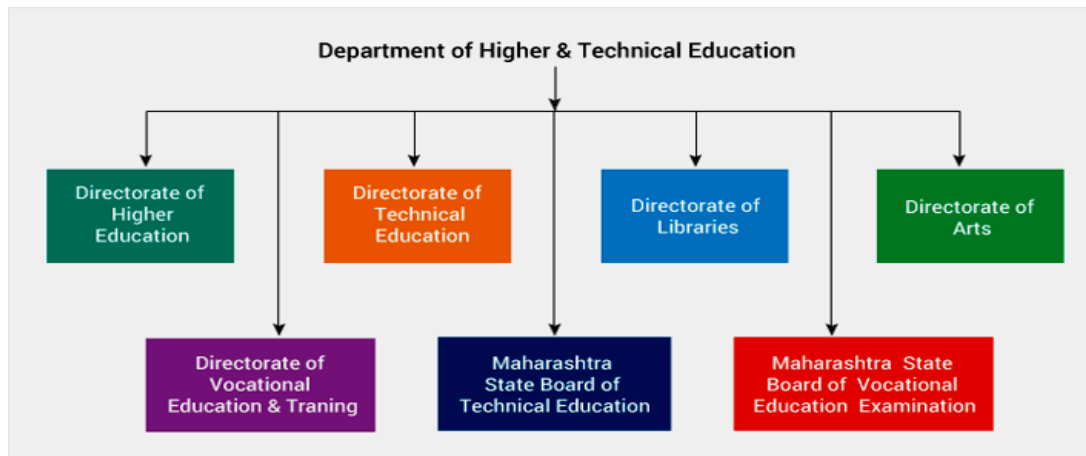 Department of Higher & Technical Education
Directorate of
Higher
Education
Directorate of
Technical
Education
Directorate of
Libraries
Directorate of
Arts
Directorate of
Vocational
Education & Traning
Maharashtra
State Board of
Technical Education
Maharashtra State
Board of Vocational
Education Examination